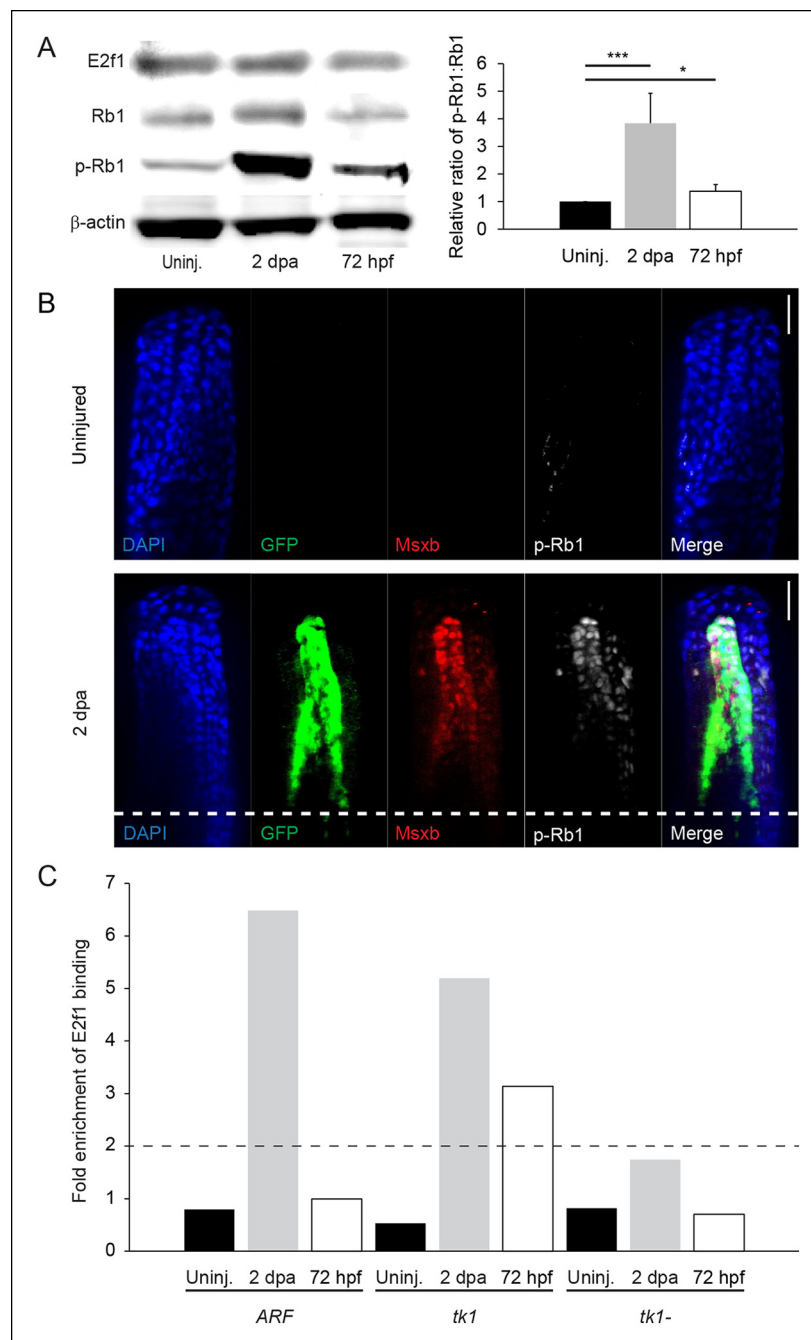 A
E2f1
Rb1
p-Rb1
β-actin
Uninj. 2 dpa 72 hpf
Relative ratio of p-Rb1:Rb1
6
5
4
3
2
1
0
***
*
Uninj. 2 dpa 72 hpf
B
Uninjured
DAPI GFP Msxb p-Rb1 Merge
2 dpa
DAPI GFP Msxb p-Rb1 Merge
C
Fold enrichment of E2f1 binding
7
6
5
4
3
2
1
0
Uninj. 2 dpa 72 hpf Uninj. 2 dpa 72 hpf Uninj. 2 dpa 72 hpf
ARF tk1 tk1-